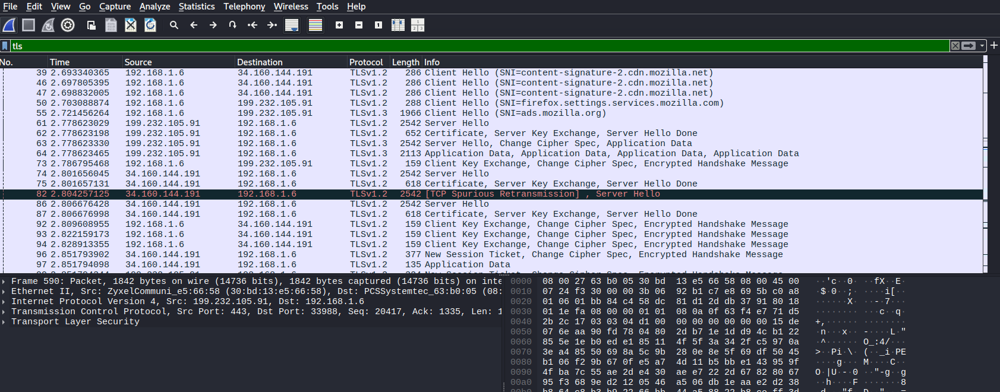 File Edit View Go Capture Analyze Statistics Telephony Wireless Tools Help
tls
No. Time Source Destination Protocol Length Info
39 2.693340365 192.168.1.6 34.160.144.191 TLSv1.2 286 Client Hello (SNI=content-signature-2.cdn.mozilla.net)
46 2.697805395 192.168.1.6 34.160.144.191 TLSv1.2 286 Client Hello (SNI=content-signature-2.cdn.mozilla.net)
47 2.698832005 192.168.1.6 34.160.144.191 TLSv1.2 286 Client Hello (SNI=content-signature-2.cdn.mozilla.net)
50 2.703088874 192.168.1.6 199.232.105.91 TLSv1.2 288 Client Hello (SNI=firefox.settings.services.mozilla.com)
55 2.721456264 192.168.1.6 199.232.105.91 TLSv1.3 1966 Client Hello (SNI=ads.mozilla.org)
61 2.778623029 199.232.105.91 192.168.1.6 TLSv1.2 2542 Server Hello
62 2.778623198 199.232.105.91 192.168.1.6 TLSv1.2 652 Certificate, Server Key Exchange, Server Hello Done
63 2.778623330 199.232.105.91 192.168.1.6 TLSv1.3 2542 Server Hello, Change Cipher Spec, Application Data
64 2.778623465 199.232.105.91 192.168.1.6 TLSv1.3 2113 Application Data, Application Data, Application Data, Application Data
73 2.786795468 192.168.1.6 199.232.105.91 TLSv1.2 159 Client Key Exchange, Change Cipher Spec, Encrypted Handshake Message
74 2.801656045 34.160.144.191 192.168.1.6 TLSv1.2 2542 Server Hello
75 2.801657131 34.160.144.191 192.168.1.6 TLSv1.2 618 Certificate, Server Key Exchange, Server Hello Done
82 2.804257125 34.160.144.191 192.168.1.6 TLSv1.2 2542 [TCP Spurious Retransmission] , Server Hello
86 2.806676428 34.160.144.191 192.168.1.6 TLSv1.2 2542 Server Hello
87 2.806676998 34.160.144.191 192.168.1.6 TLSv1.2 618 Certificate, Server Key Exchange, Server Hello Done
92 2.809608955 192.168.1.6 34.160.144.191 TLSv1.2 159 Client Key Exchange, Change Cipher Spec, Encrypted Handshake Message
93 2.822159173 192.168.1.6 34.160.144.191 TLSv1.2 159 Client Key Exchange, Change Cipher Spec, Encrypted Handshake Message
94 2.828913355 192.168.1.6 34.160.144.191 TLSv1.2 159 Client Key Exchange, Change Cipher Spec, Encrypted Handshake Message
96 2.851793902 34.160.144.191 192.168.1.6 TLSv1.2 377 New Session Ticket, Change Cipher Spec, Encrypted Handshake Message
97 2.851794098 34.160.144.191 192.168.1.6 TLSv1.2 135 Application Data
Frame 590: Packet, 1842 bytes on wire (14736 bits), 1842 bytes captured (14736 bits) on inte
Ethernet II, Src: ZyxelCommuni_e5:66:58 (30:bd:13:e5:66:58), Dst: PCSSystemtec_63:b0:05 (08:
Internet Protocol Version 4, Src: 199.232.105.91, Dst: 192.168.1.6
Transmission Control Protocol, Src Port: 443, Dst Port: 33988, Seq: 20417, Ack: 1335, Len: 1
Transport Layer Security
0000 08 00 27 63 b0 05 30 bd 13 e5 66 58 08 00 45 00 ··'c··0· ··fX··E·
0010 07 24 f3 30 00 00 3b 06 92 b1 c7 e8 69 5b c0 a8 ·$·0··;· ····i[··
0020 01 06 01 bb 84 c4 58 dc 81 d1 2d db 37 91 80 18 ······X· ··-·7···
0030 01 1e fa 08 00 00 01 01 08 0a 0f 63 f4 e7 71 d5 ········ ···c··q·
0040 2b 2c 17 03 03 04 d1 00 00 00 00 00 00 00 15 de +,······ ········
0050 07 6e aa 90 fd 78 04 80 2d b7 1e 1d d9 4c b1 22 ·n···x·· -····L·"
0060 85 5e 1e b0 ed e1 85 11 4f 5f 3a 34 2f c5 97 0a ·^······ O_:4/···
0070 3e a4 85 50 69 8a 5c 9b 28 0e 8e 5f 69 df 50 45 >··Pi·\· (··_i·PE
0080 b1 06 f2 9b 67 0f e5 a7 4d 11 b5 bb e1 43 95 9f ····g··· M····C··
0090 4f ba 7c 55 ae 2d e4 30 ae e7 22 2d 67 82 80 67 O·|U·-·0 ··"-g··g
00a0 95 f3 68 9e d2 12 05 46 a5 06 db 1e aa e2 d2 38 ··h····F ·······8